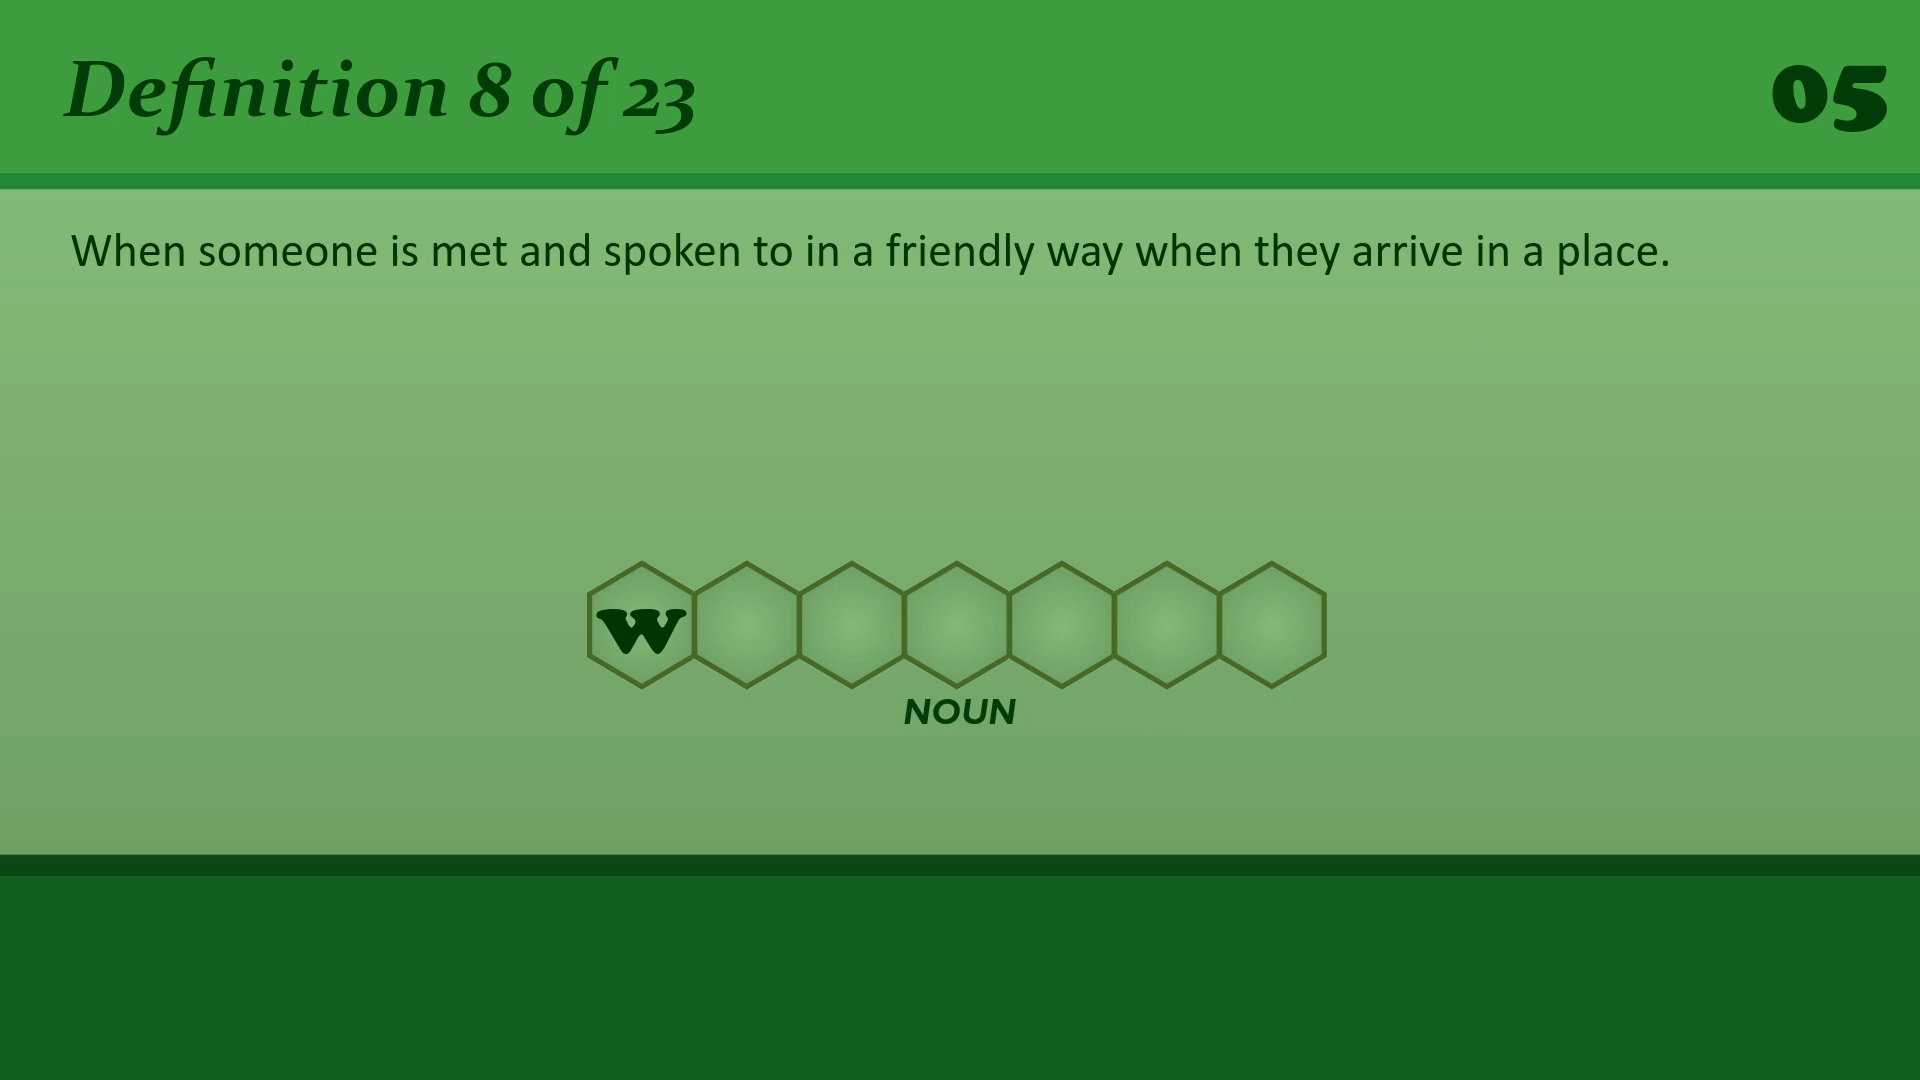 Definition 8 of 23
05
When someone is met and spoken to in a friendly way when they arrive in a place.
W
NOUN